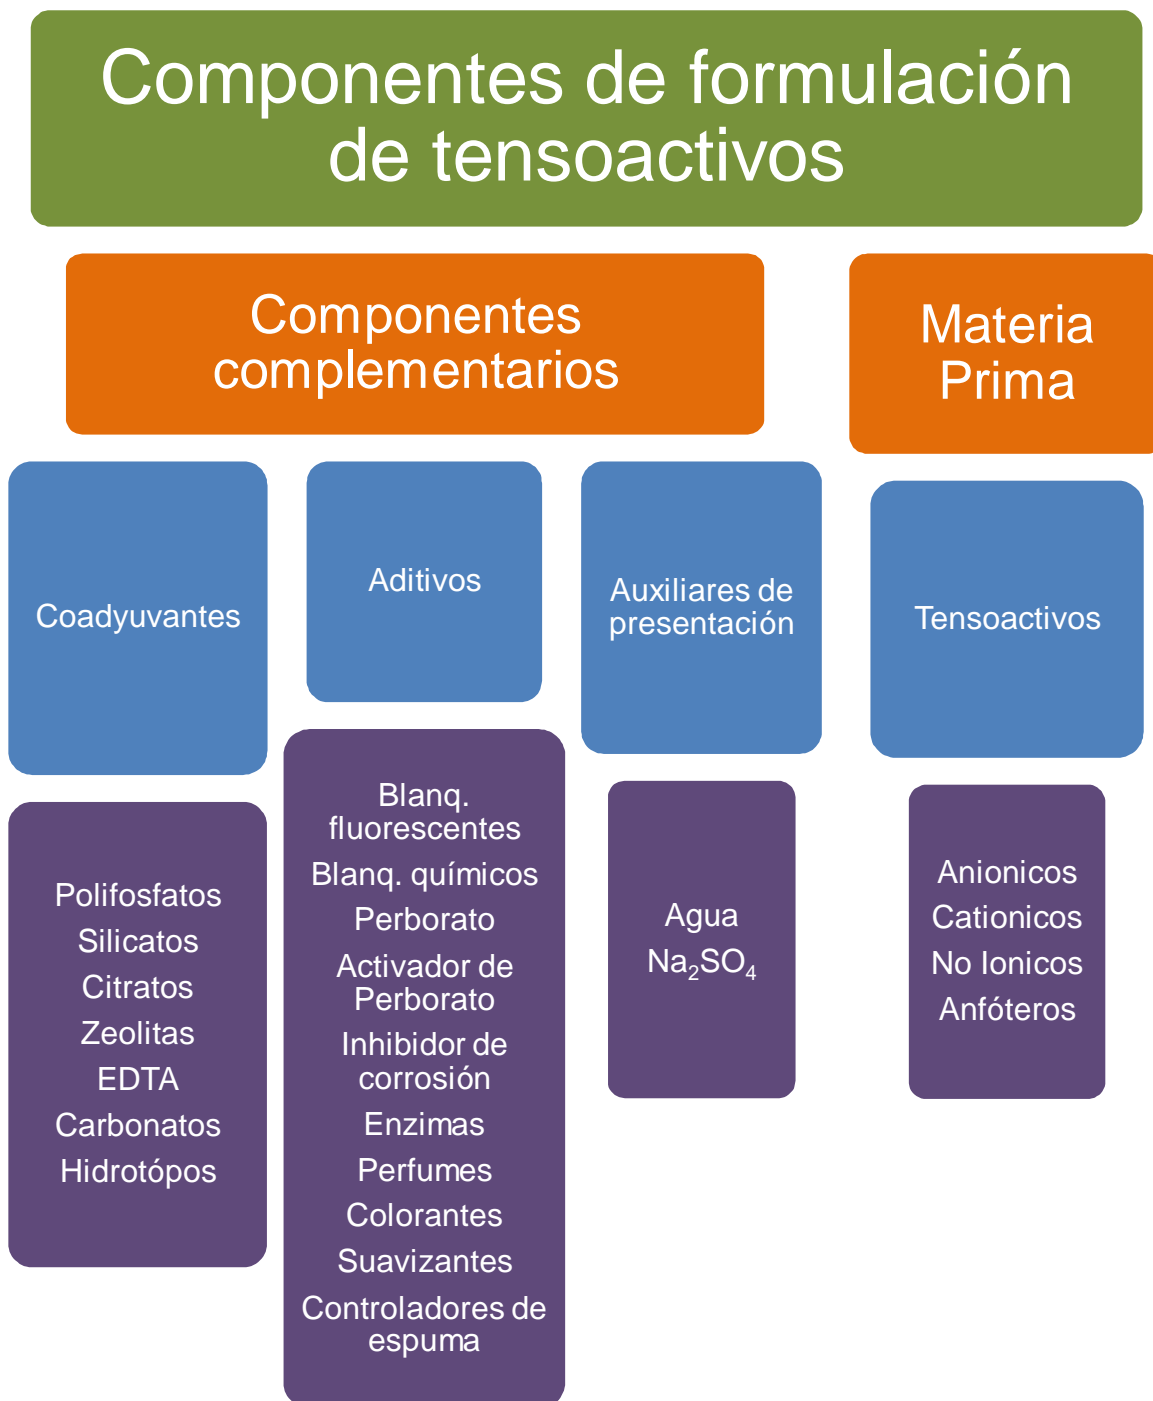 Componentes de formulación
de tensoactivos
Componentes
complementarios
Materia
Prima
Coadyuvantes
Aditivos
Auxiliares de
presentación
Tensoactivos
Polifosfatos
Silicatos
Citratos
Zeolitas
EDTA
Carbonatos
Hidrotópos
Blanq.
fluorescentes
Blanq. químicos
Perborato
Activador de
Perborato
Inhibidor de
corrosión
Enzimas
Perfumes
Colorantes
Suavizantes
Controladores de
espuma
Agua
Na₂SO₄
Anionicos
Cationicos
No Ionicos
Anfóteros